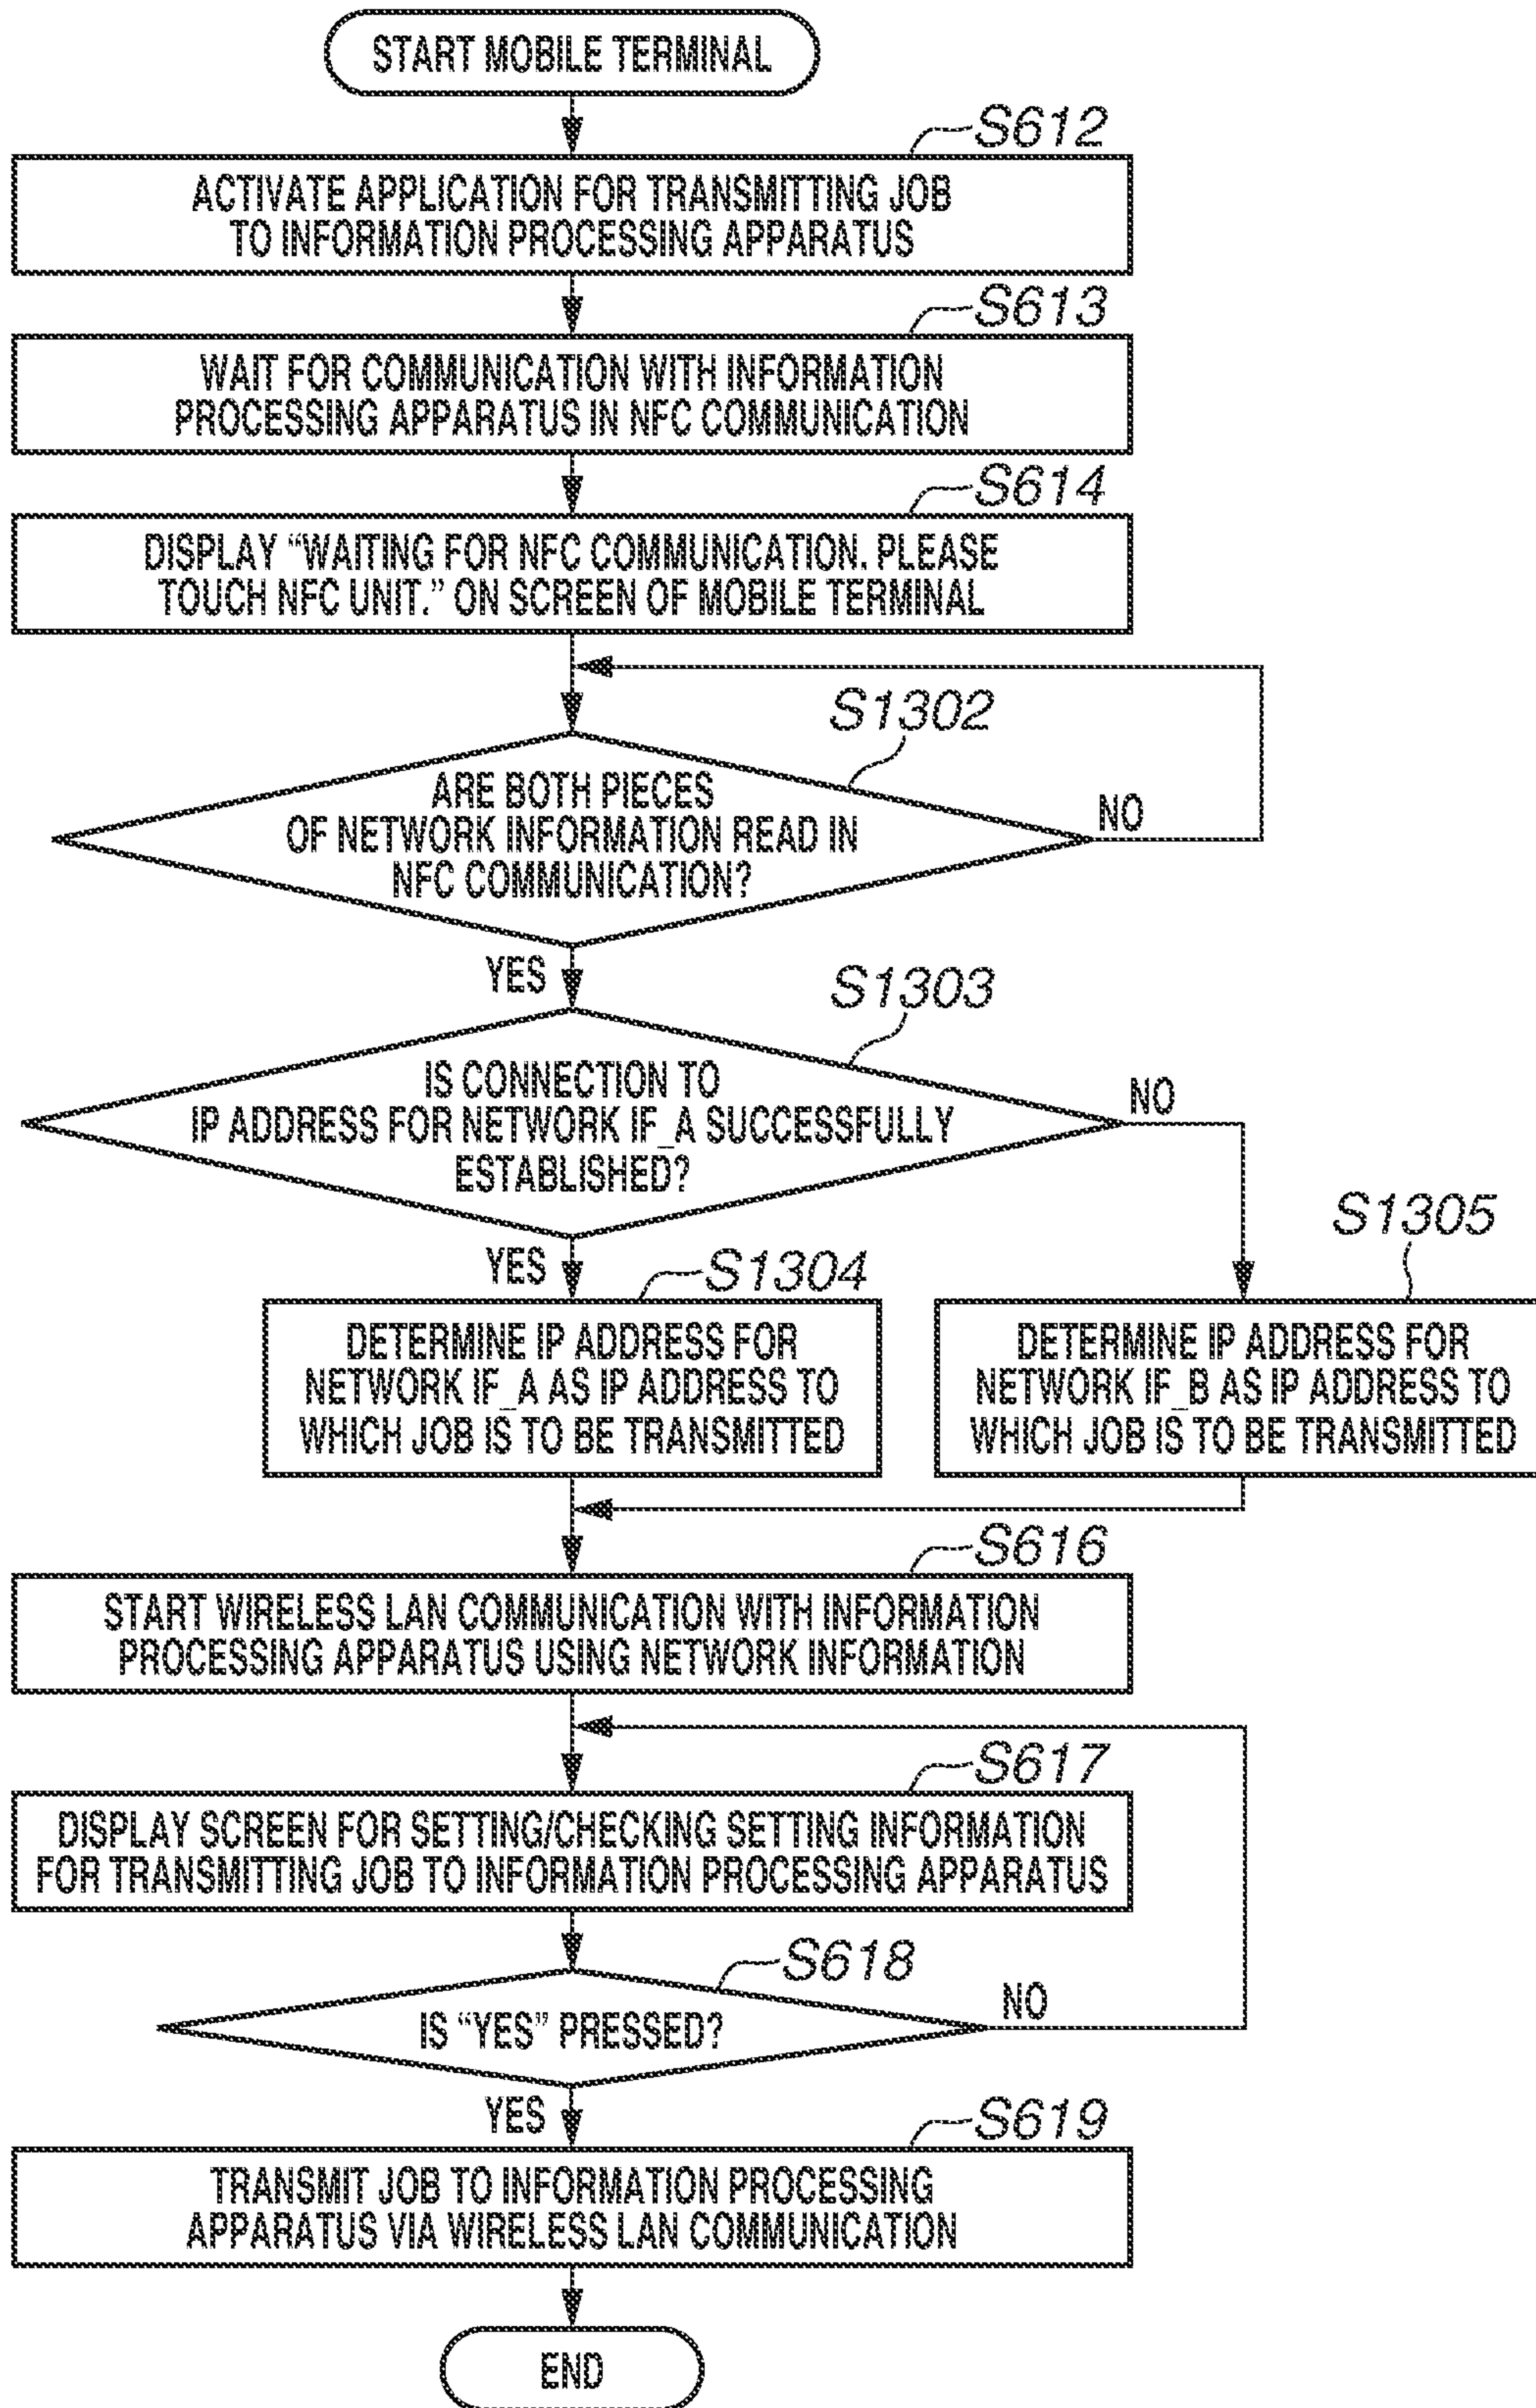 START MOBILE TERMINAL
S612
ACTIVATE APPLICATION FOR TRANSMITTING JOB
TO INFORMATION PROCESSING APPARATUS
S613
WAIT FOR COMMUNICATION WITH INFORMATION
PROCESSING APPARATUS IN NFC COMMUNICATION
S614
DISPLAY “WAITING FOR NFC COMMUNICATION. PLEASE
TOUCH NFC UNIT.” ON SCREEN OF MOBILE TERMINAL
S1302
ARE BOTH PIECES
OF NETWORK INFORMATION READ IN
NFC COMMUNICATION?
NO
YES
S1303
IS CONNECTION TO
IP ADDRESS FOR NETWORK IF_A SUCCESSFULLY
ESTABLISHED?
NO
YES
S1304
DETERMINE IP ADDRESS FOR
NETWORK IF_A AS IP ADDRESS TO
WHICH JOB IS TO BE TRANSMITTED
S1305
DETERMINE IP ADDRESS FOR
NETWORK IF_B AS IP ADDRESS TO
WHICH JOB IS TO BE TRANSMITTED
S616
START WIRELESS LAN COMMUNICATION WITH INFORMATION
PROCESSING APPARATUS USING NETWORK INFORMATION
S617
DISPLAY SCREEN FOR SETTING/CHECKING SETTING INFORMATION
FOR TRANSMITTING JOB TO INFORMATION PROCESSING APPARATUS
S618
IS “YES” PRESSED?
NO
YES
S619
TRANSMIT JOB TO INFORMATION PROCESSING
APPARATUS VIA WIRELESS LAN COMMUNICATION
END